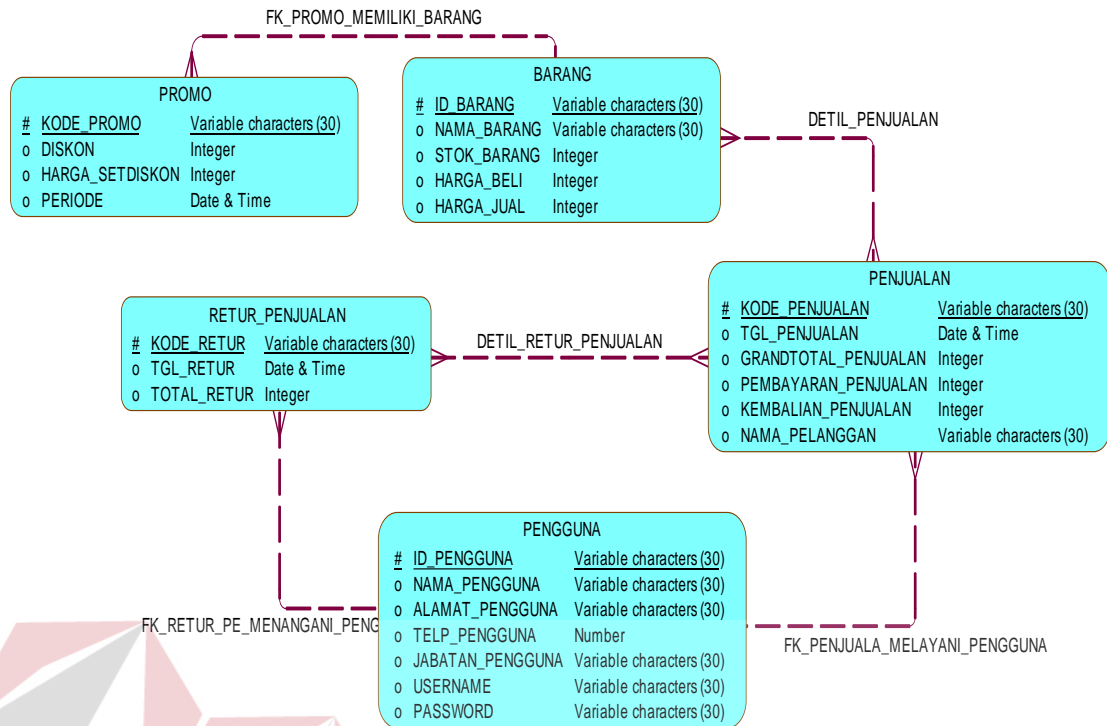 FK_PROMO_MEMILIKI_BARANG
PROMO
# KODE_PROMO Variable characters (30)
o DISKON Integer
o HARGA_SETDISKON Integer
o PERIODE Date & Time
BARANG
# ID_BARANG Variable characters (30)
o NAMA_BARANG Variable characters (30)
o STOK_BARANG Integer
o HARGA_BELI Integer
o HARGA_JUAL Integer
DETIL_PENJUALAN
PENJUALAN
# KODE_PENJUALAN Variable characters (30)
o TGL_PENJUALAN Date & Time
o GRANDTOTAL_PENJUALAN Integer
o PEMBAYARAN_PENJUALAN Integer
o KEMBALIAN_PENJUALAN Integer
o NAMA_PELANGGAN Variable characters (30)
RETUR_PENJUALAN
# KODE_RETUR Variable characters (30)
o TGL_RETUR Date & Time
o TOTAL_RETUR Integer
DETIL_RETUR_PENJUALAN
PENGGUNA
# ID_PENGGUNA Variable characters (30)
o NAMA_PENGGUNA Variable characters (30)
o ALAMAT_PENGGUNA Variable characters (30)
o TELP_PENGGUNA Number
o JABATAN_PENGGUNA Variable characters (30)
o USERNAME Variable characters (30)
o PASSWORD Variable characters (30)
FK_RETUR_PE_MENANGANI_PENG
FK_PENJUALA_MELAYANI_PENGGUNA